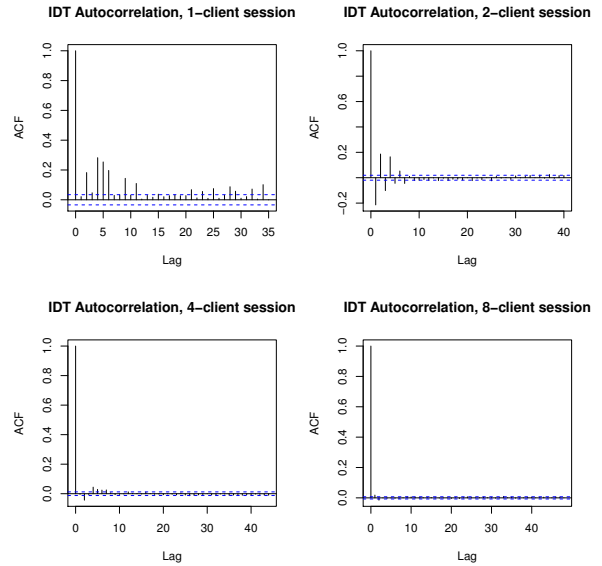 IDT Autocorrelation, 1−client session
ACF
0.0 0.2 0.4 0.6 0.8 1.0
0 5 10 15 20 25 30 35
Lag
IDT Autocorrelation, 2−client session
ACF
−0.2 0.2 0.6 1.0
0 10 20 30 40
Lag
IDT Autocorrelation, 4−client session
ACF
0.0 0.2 0.4 0.6 0.8 1.0
0 10 20 30 40
Lag
IDT Autocorrelation, 8−client session
ACF
0.0 0.2 0.4 0.6 0.8 1.0
0 10 20 30 40
Lag